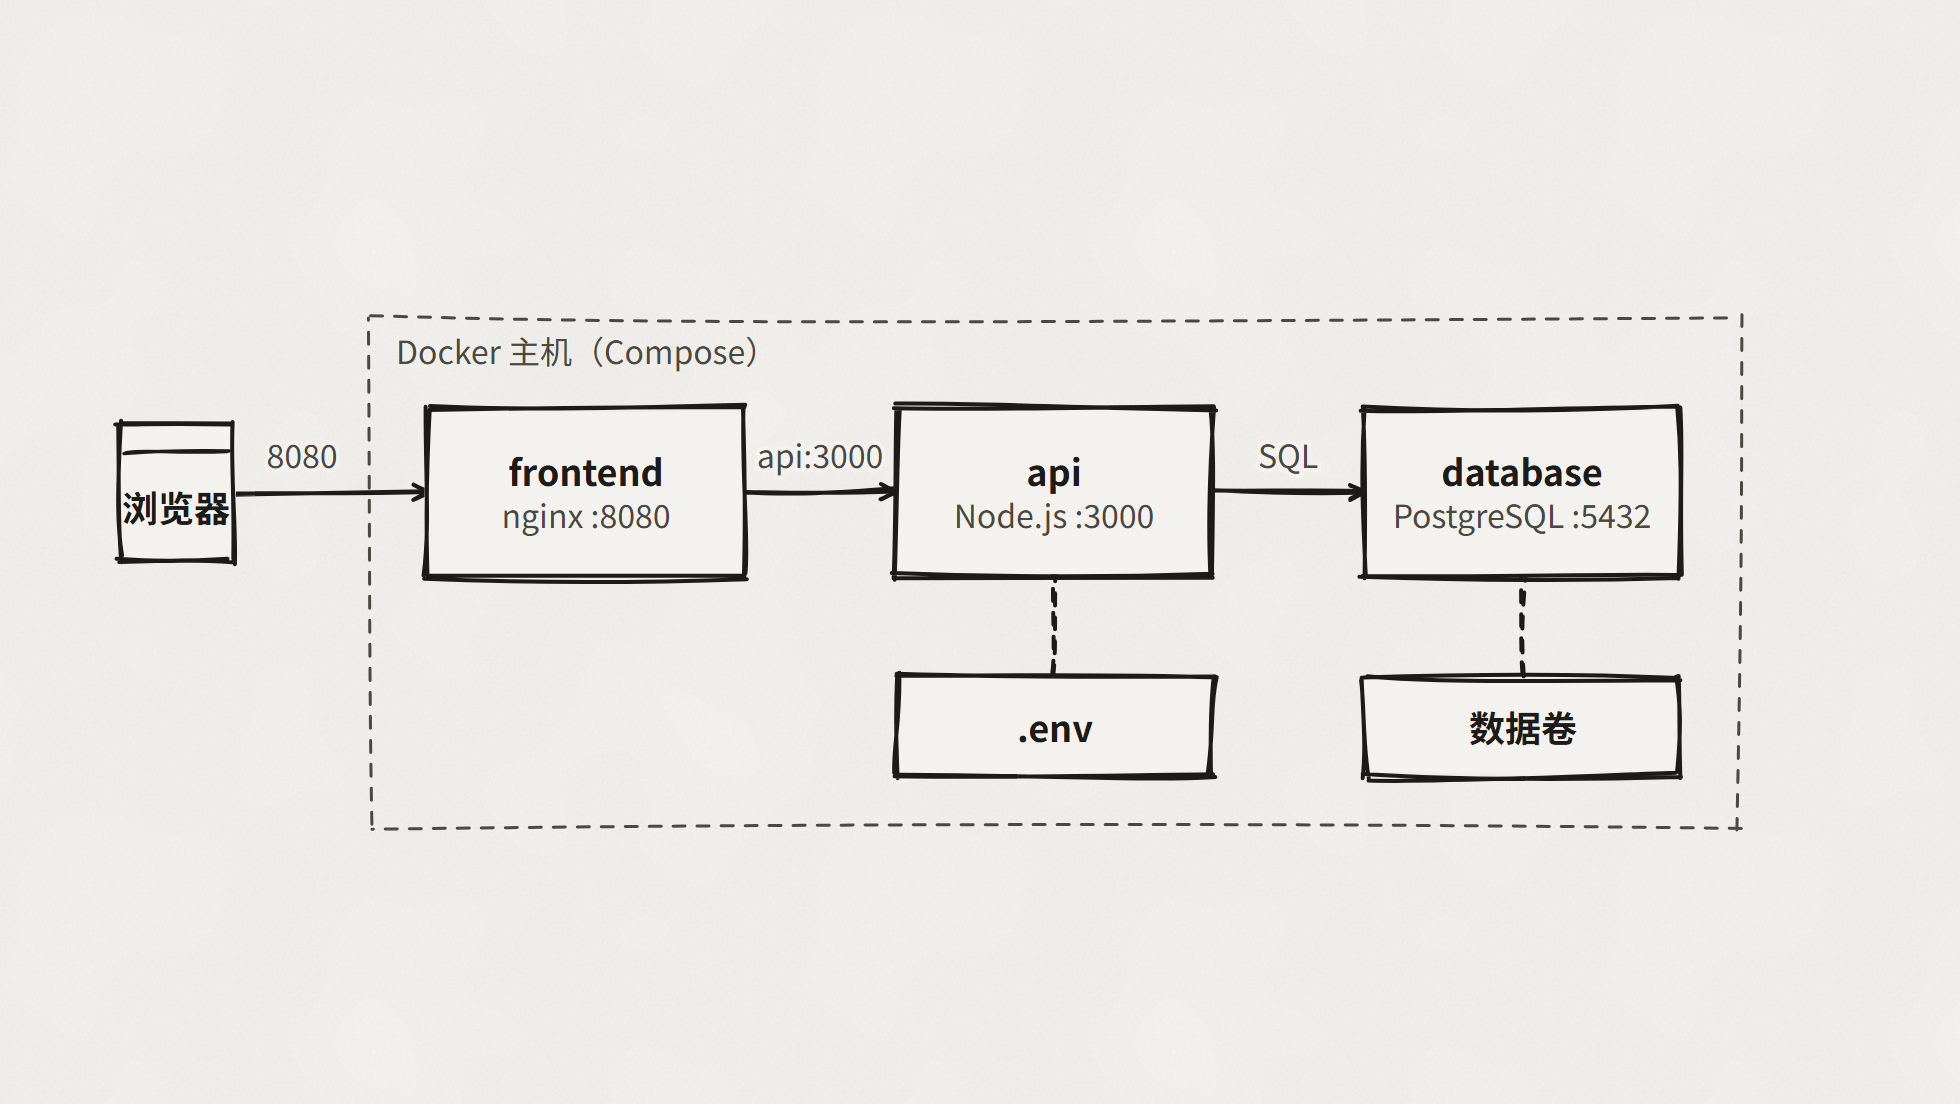 Docker 主机（Compose）
浏览器
8080
frontend
nginx :8080
api:3000
api
Node.js :3000
SQL
database
PostgreSQL :5432
.env
数据卷